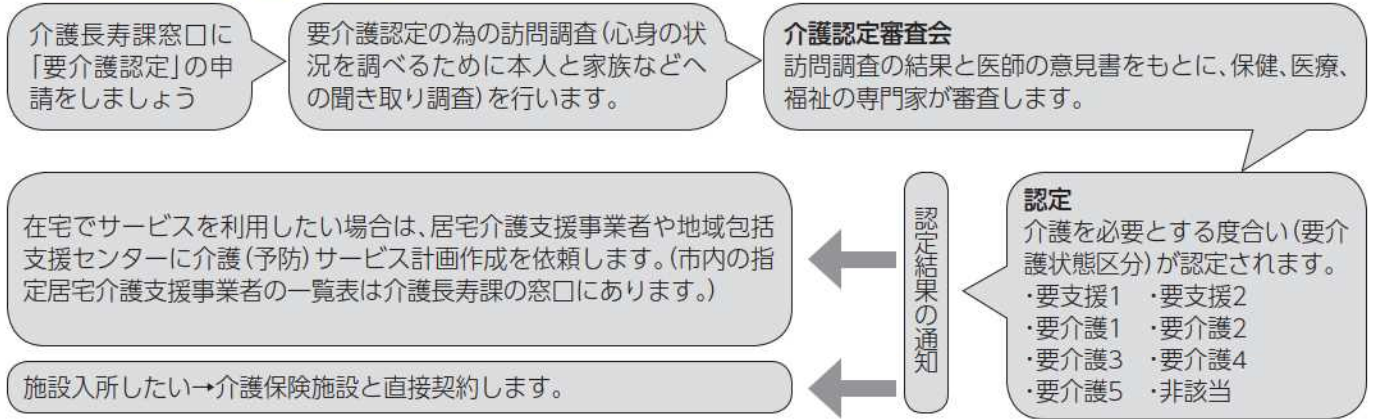 介護長寿課窓口に
「要介護認定」の申
請をしましょう
要介護認定の為の訪問調査(心身の状
況を調べるために本人と家族などへ
の聞き取り調査)を行います。
介護認定審査会
訪問調査の結果と医師の意見書をもとに、保健、医療、
福祉の専門家が審査します。
認定
介護を必要とする度合い(要介
護状態区分)が認定されます。
・要支援1 ・要支援2
・要介護1 ・要介護2
・要介護3 ・要介護4
・要介護5 ・非該当
認定結果の通知
在宅でサービスを利用したい場合は、居宅介護支援事業者や地域包括
支援センターに介護(予防)サービス計画作成を依頼します。(市内の指
定居宅介護支援事業者の一覧表は介護長寿課の窓口にあります。)
施設入所したい→介護保険施設と直接契約します。